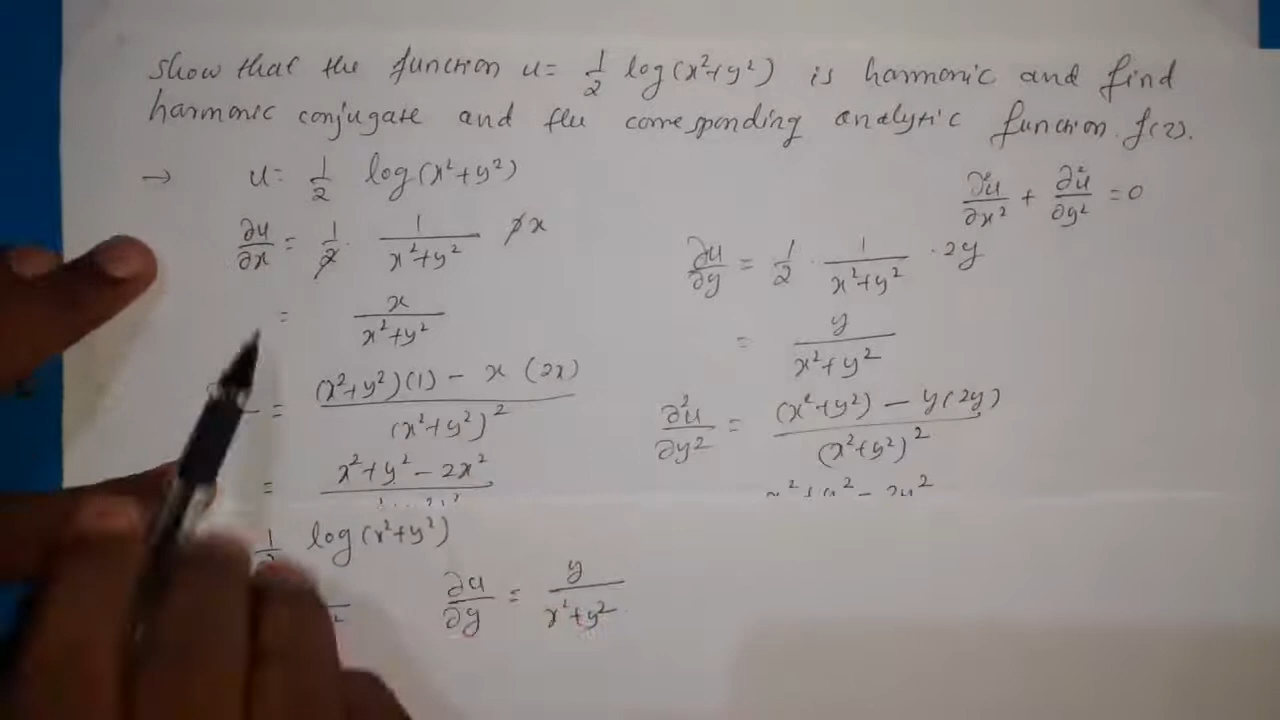 show that the function u = 1/2 log(x²+y²) is harmonic and find
harmonic conjugate and the corresponding analytic function f(z).
→ u = 1/2 log(x²+y²)
∂²u/∂x² + ∂²u/∂y² = 0
∂u/∂x = 1/2 · 1/(x²+y²) 2x
= x/(x²+y²)
= ((x²+y²)(1) - x(2x))/(x²+y²)²
= x²+y²-2x²
∂u/∂y = 1/2 · 1/(x²+y²) · 2y
= y/(x²+y²)
∂²u/∂y² = ((x²+y²) - y(2y))/(x²+y²)²
x²+y²-2y²
log(x²+y²)
∂u/∂y = y/(x²+y²)